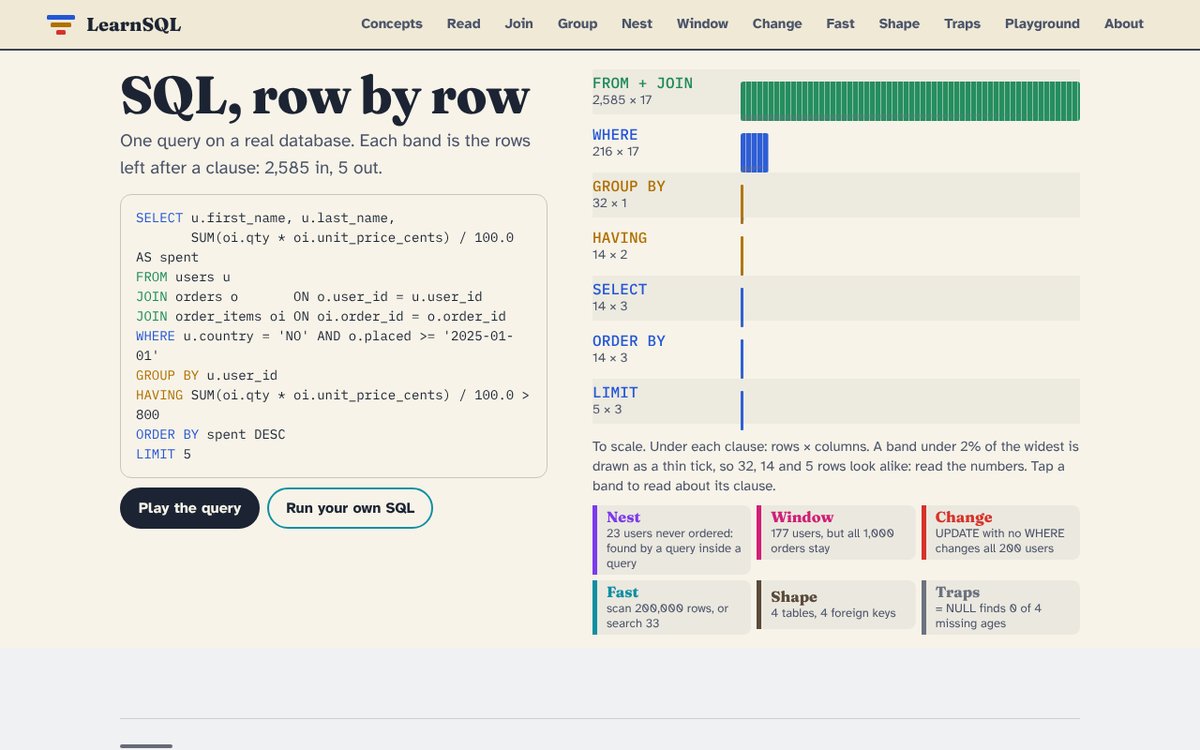 LearnSQL
Concepts Read Join Group Nest Window Change Fast Shape Traps Playground About
SQL, row by row
One query on a real database. Each band is the rows
left after a clause: 2,585 in, 5 out.
SELECT u.first_name, u.last_name,
       SUM(oi.qty * oi.unit_price_cents) / 100.0
AS spent
FROM users u
JOIN orders o       ON o.user_id = u.user_id
JOIN order_items oi ON oi.order_id = o.order_id
WHERE u.country = 'NO' AND o.placed >= '2025-01-
01'
GROUP BY u.user_id
HAVING SUM(oi.qty * oi.unit_price_cents) / 100.0 >
800
ORDER BY spent DESC
LIMIT 5
Play the query
Run your own SQL
FROM + JOIN
2,585 × 17
WHERE
216 × 17
GROUP BY
32 × 1
HAVING
14 × 2
SELECT
14 × 3
ORDER BY
14 × 3
LIMIT
5 × 3
To scale. Under each clause: rows × columns. A band under 2% of the widest is
drawn as a thin tick, so 32, 14 and 5 rows look alike: read the numbers. Tap a
band to read about its clause.
Nest
23 users never ordered:
found by a query inside a
query
Window
177 users, but all 1,000
orders stay
Change
UPDATE with no WHERE
changes all 200 users
Fast
scan 200,000 rows, or
search 33
Shape
4 tables, 4 foreign keys
Traps
= NULL finds 0 of 4
missing ages